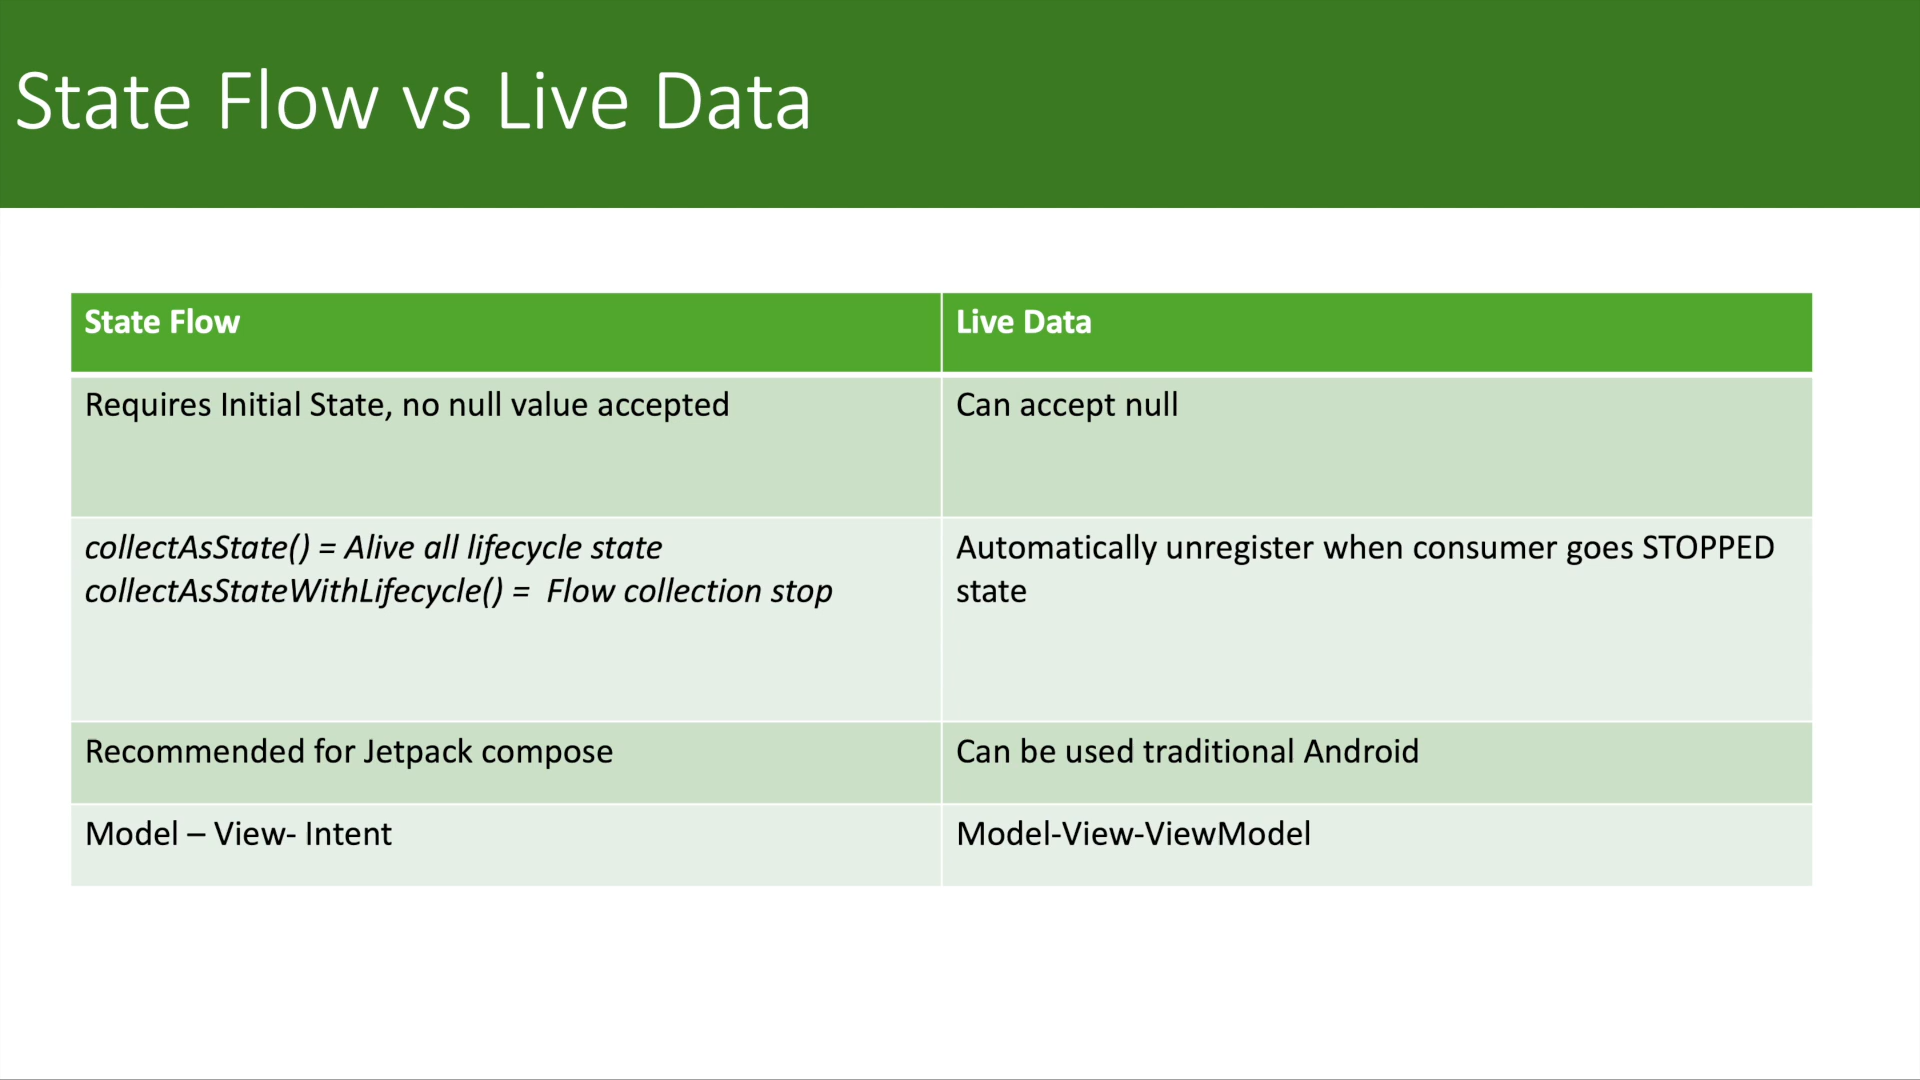 State Flow vs Live Data
State Flow
Live Data
Requires Initial State, no null value accepted
Can accept null
collectAsState() = Alive all lifecycle state
collectAsStateWithLifecycle() =  Flow collection stop
Automatically unregister when consumer goes STOPPED
state
Recommended for Jetpack compose
Can be used traditional Android
Model – View- Intent
Model-View-ViewModel